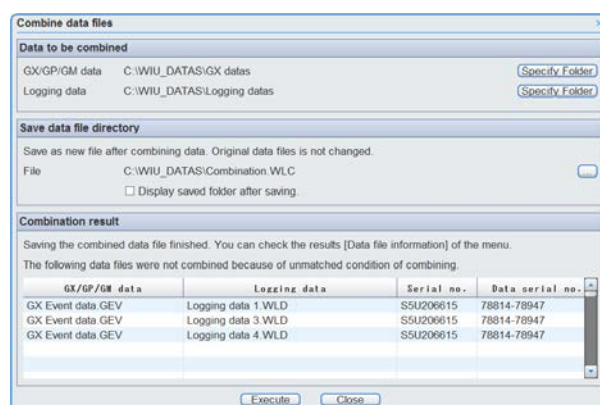 Combine data files
Data to be combined
GX/GP/GM data C:\WIU_DATAS\GX datas Specify Folder
Logging data C:\WIU_DATAS\Logging datas Specify Folder
Save data file directory
Save as new file after combining data. Original data files is not changed.
File C:\WIU_DATAS\Combination.WLC ...
Display saved folder after saving.
Combination result
Saving the combined data file finished. You can check the results [Data file information] of the menu.
The following data files were not combined because of unmatched condition of combining.
GX/GP/GM data Logging data Serial no. Data serial no.
GX Event data.GEV Logging data 1.WLD S5U206615 78814-78947
GX Event data.GEV Logging data 3.WLD S5U206615 78814-78947
GX Event data.GEV Logging data 4.WLD S5U206615 78814-78947
Execute Close